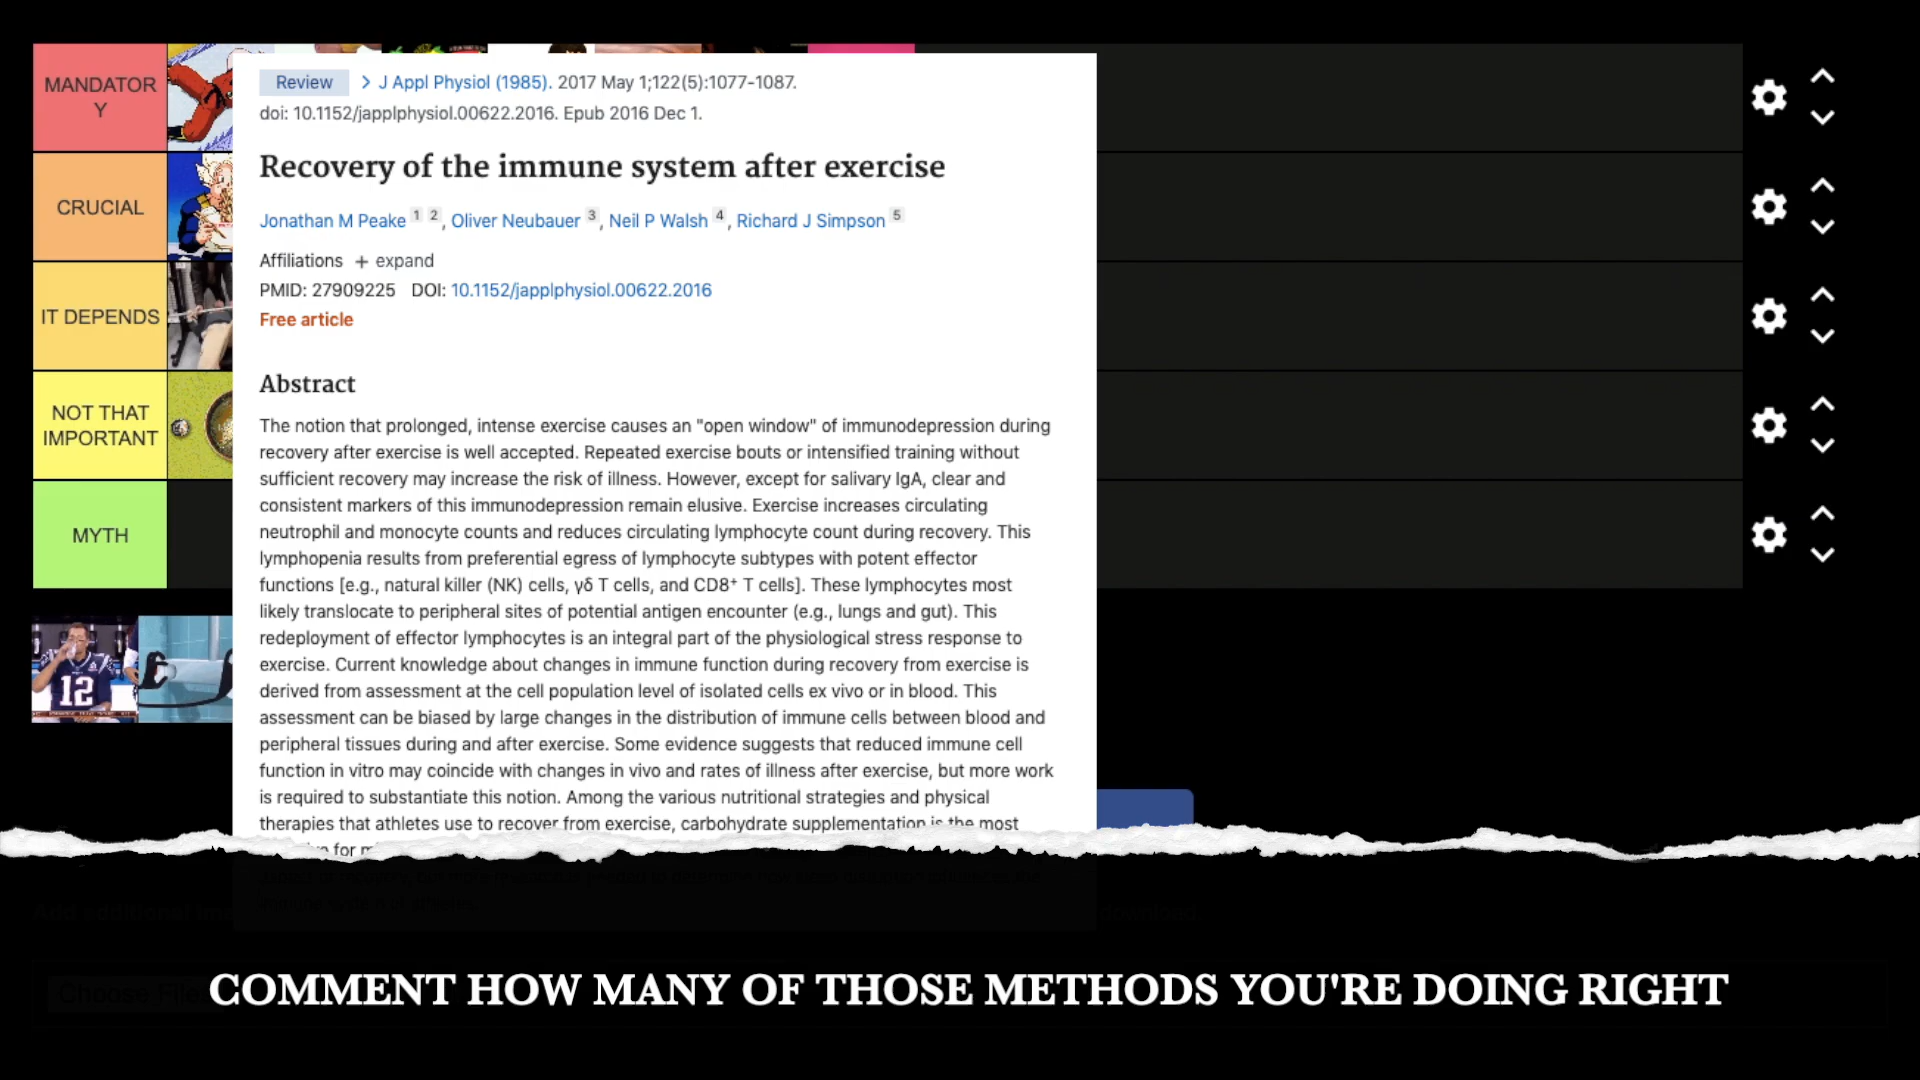 MANDATOR
Y
CRUCIAL
IT DEPENDS
NOT THAT
IMPORTANT
MYTH
Review > J Appl Physiol (1985). 2017 May 1;122(5):1077-1087.
doi: 10.1152/japplphysiol.00622.2016. Epub 2016 Dec 1.
Recovery of the immune system after exercise
Jonathan M Peake 1 2, Oliver Neubauer 3, Neil P Walsh 4, Richard J Simpson 5
Affiliations + expand
PMID: 27909225 DOI: 10.1152/japplphysiol.00622.2016
Free article
Abstract
The notion that prolonged, intense exercise causes an "open window" of immunodepression during
recovery after exercise is well accepted. Repeated exercise bouts or intensified training without
sufficient recovery may increase the risk of illness. However, except for salivary IgA, clear and
consistent markers of this immunodepression remain elusive. Exercise increases circulating
neutrophil and monocyte counts and reduces circulating lymphocyte count during recovery. This
lymphopenia results from preferential egress of lymphocyte subtypes with potent effector
functions [e.g., natural killer (NK) cells, γδ T cells, and CD8⁺ T cells]. These lymphocytes most
likely translocate to peripheral sites of potential antigen encounter (e.g., lungs and gut). This
redeployment of effector lymphocytes is an integral part of the physiological stress response to
exercise. Current knowledge about changes in immune function during recovery from exercise is
derived from assessment at the cell population level of isolated cells ex vivo or in blood. This
assessment can be biased by large changes in the distribution of immune cells between blood and
peripheral tissues during and after exercise. Some evidence suggests that reduced immune cell
function in vitro may coincide with changes in vivo and rates of illness after exercise, but more work
is required to substantiate this notion. Among the various nutritional strategies and physical
therapies that athletes use to recover from exercise, carbohydrate supplementation is the most
for
12
download.
Choose Files
COMMENT HOW MANY OF THOSE METHODS YOU'RE DOING RIGHT